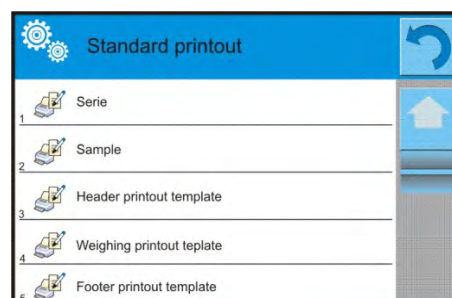 Standard printout
1 Serie
2 Sample
3 Header printout template
4 Weighing printout teplate
5 Footer printout template